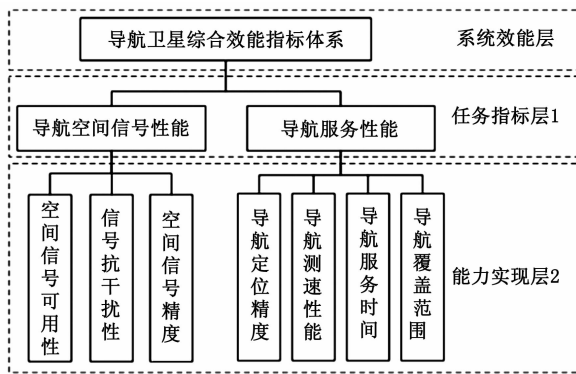 导航卫星综合效能指标体系
系统效能层
导航空间信号性能
导航服务性能
任务指标层1
空间信号可用性
信号抗干扰性
空间信号精度
导航定位精度
导航测速性能
导航服务时间
导航覆盖范围
能力实现层2